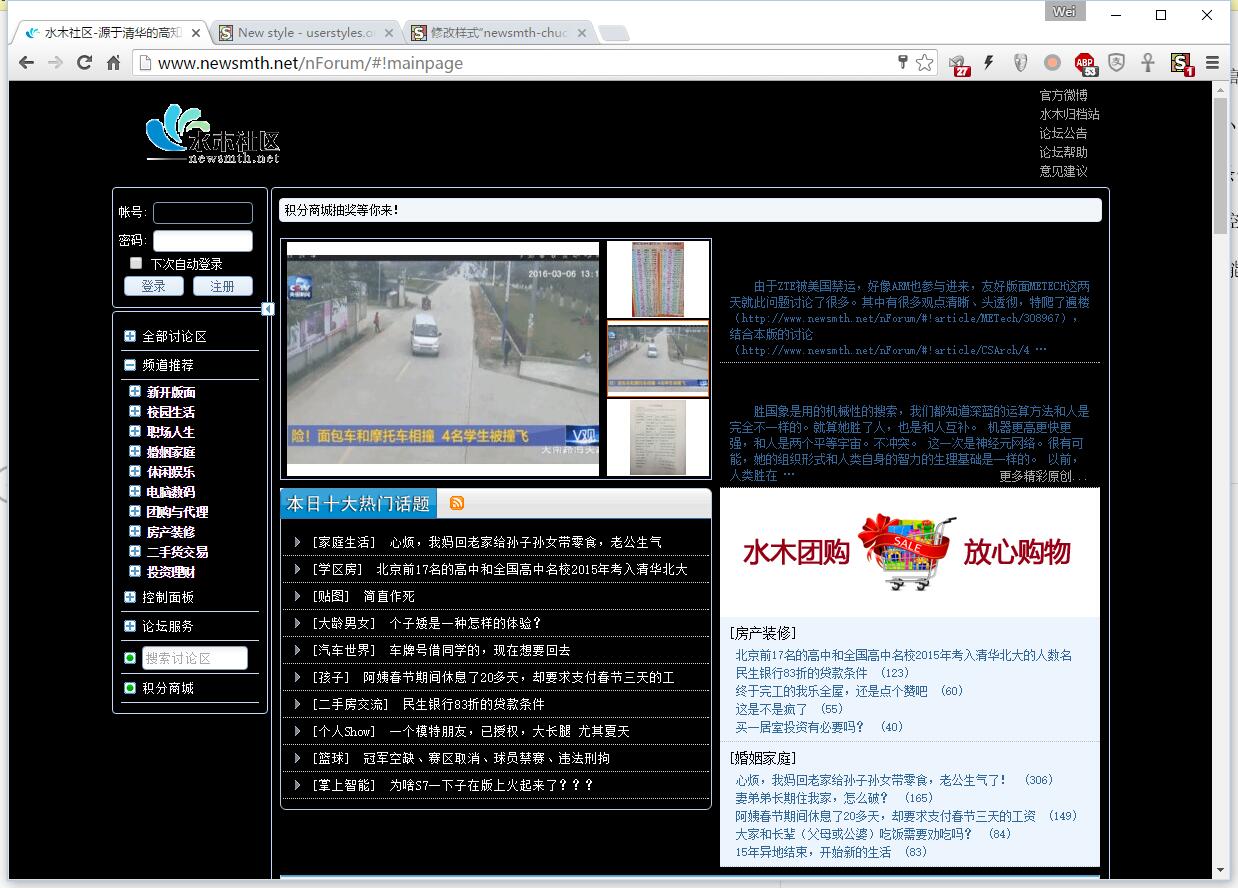 Wei
水木社区-源于清华的高知
New style - userstyles.o
修改样式"newsmth-chuc
www.newsmth.net/nForum/#!mainpage
27
ABP
53
1
水木社区
newsmth.net
官方微博
水木归档站
论坛公告
论坛帮助
意见建议
帐号:
密码:
下次自动登录
登录
注册
全部讨论区
频道推荐
新开版面
校园生活
职场人生
婚姻家庭
休闲娱乐
电脑数码
团购与代理
房产装修
二手货交易
投资理财
控制面板
论坛服务
搜索讨论区
积分商城
积分商城抽奖等你来!
2016-03-06 13:1
险! 面包车和摩托车相撞 4名学生被撞飞
V观
由于ZTE被美国禁运，好像ARM也参与进来，友好版面METECH这两
天就此问题讨论了很多。其中有很多观点清晰、头透彻，特爬了遍楼
（http://www.newsmth.net/nForum/#!article/METech/308967），
结合本版的讨论
（http://www.newsmth.net/nForum/#!article/CSArch/4 …
胜国象是用的机械性的搜索，我们都知道深蓝的运算方法和人是
完全不一样的。就算她胜了人，也是和人互补。 机器更高更快更
强，和人是两个平等宇宙。不冲突。 这一次是神经元网络。很有可
能，她的组织形式和人类自身的智力的生理基础是一样的。 以前，
人类胜在 …
更多精彩原创...
本日十大热门话题
[家庭生活] 心烦，我妈回老家给孙子孙女带零食，老公生气
[学区房] 北京前17名的高中和全国高中名校2015年考入清华北大
[贴图] 简直作死
[大龄男女] 个子矮是一种怎样的体验？
[汽车世界] 车牌号借同学的，现在想要回去
[孩子] 阿姨春节期间休息了20多天，却要求支付春节三天的工
[二手房交流] 民生银行83折的贷款条件
[个人Show] 一个模特朋友，已授权，大长腿 尤其夏天
[篮球] 冠军空缺、赛区取消、球员禁赛、违法刑拘
[掌上智能] 为啥S7一下子在版上火起来了？？？
水木团购 SALE 放心购物
[房产装修]
北京前17名的高中和全国高中名校2015年考入清华北大的人数名
民生银行83折的贷款条件 (123)
终于完工的我乐全屋，还是点个赞吧 (60)
这是不是疯了 (55)
买一居室投资有必要吗？ (40)
[婚姻家庭]
心烦，我妈回老家给孙子孙女带零食，老公生气了！ (306)
妻弟弟长期住我家，怎么破？ (165)
阿姨春节期间休息了20多天，却要求支付春节三天的工资 (149)
大家和长辈（父母或公婆）吃饭需要劝吃吗？ (84)
15年异地结束，开始新的生活 (83)